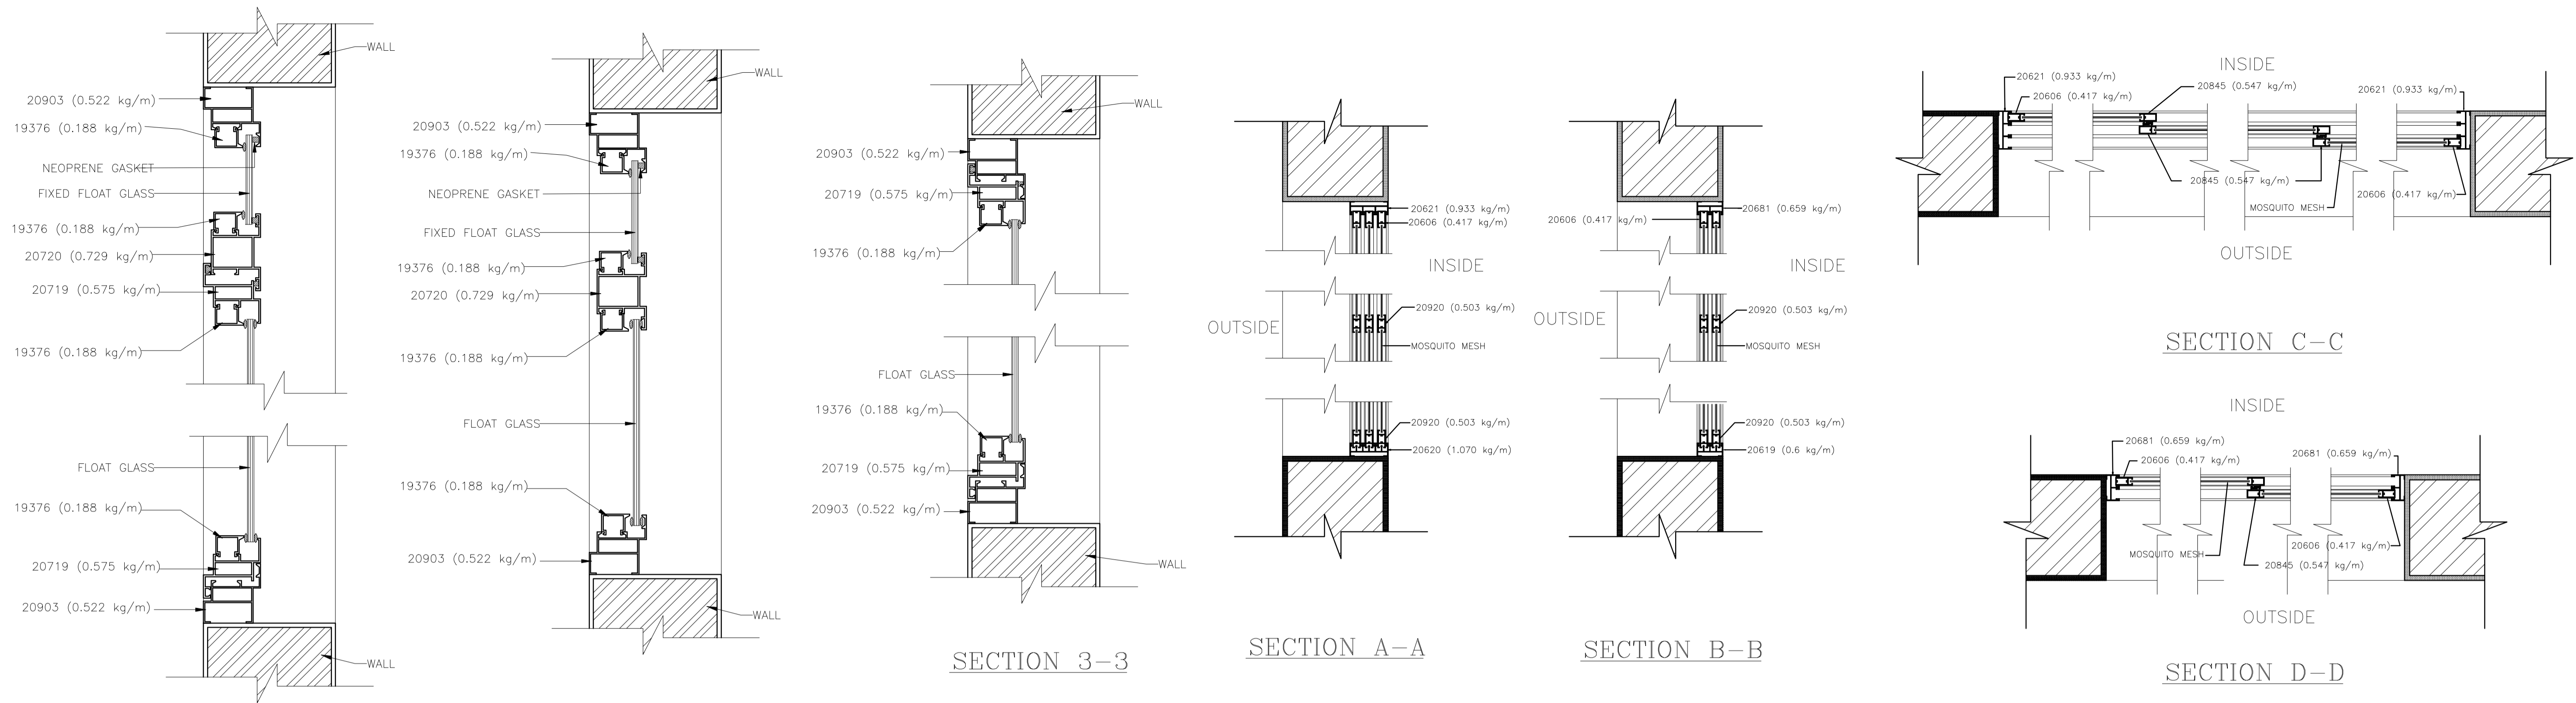 WALL
20903 (0.522 kg/m)
19376 (0.188 kg/m)
NEOPRENE GASKET
FIXED FLOAT GLASS
19376 (0.188 kg/m)
20720 (0.729 kg/m)
20719 (0.575 kg/m)
19376 (0.188 kg/m)
FLOAT GLASS
19376 (0.188 kg/m)
20719 (0.575 kg/m)
20903 (0.522 kg/m)
WALL
WALL
20903 (0.522 kg/m)
19376 (0.188 kg/m)
NEOPRENE GASKET
FIXED FLOAT GLASS
19376 (0.188 kg/m)
20720 (0.729 kg/m)
19376 (0.188 kg/m)
FLOAT GLASS
19376 (0.188 kg/m)
20903 (0.522 kg/m)
WALL
WALL
20903 (0.522 kg/m)
20719 (0.575 kg/m)
19376 (0.188 kg/m)
FLOAT GLASS
19376 (0.188 kg/m)
20719 (0.575 kg/m)
20903 (0.522 kg/m)
WALL
SECTION 3-3
20621 (0.933 kg/m)
20606 (0.417 kg/m)
INSIDE
20920 (0.503 kg/m)
OUTSIDE
MOSQUITO MESH
20920 (0.503 kg/m)
20620 (1.070 kg/m)
SECTION A-A
20681 (0.659 kg/m)
20606 (0.417 kg/m)
INSIDE
20920 (0.503 kg/m)
OUTSIDE
MOSQUITO MESH
20920 (0.503 kg/m)
20619 (0.6 kg/m)
SECTION B-B
INSIDE
20621 (0.933 kg/m)
20845 (0.547 kg/m)
20621 (0.933 kg/m)
20606 (0.417 kg/m)
20845 (0.547 kg/m)
20606 (0.417 kg/m)
MOSQUITO MESH
OUTSIDE
SECTION C-C
INSIDE
20681 (0.659 kg/m)
20681 (0.659 kg/m)
20606 (0.417 kg/m)
20606 (0.417 kg/m)
MOSQUITO MESH
20845 (0.547 kg/m)
OUTSIDE
SECTION D-D